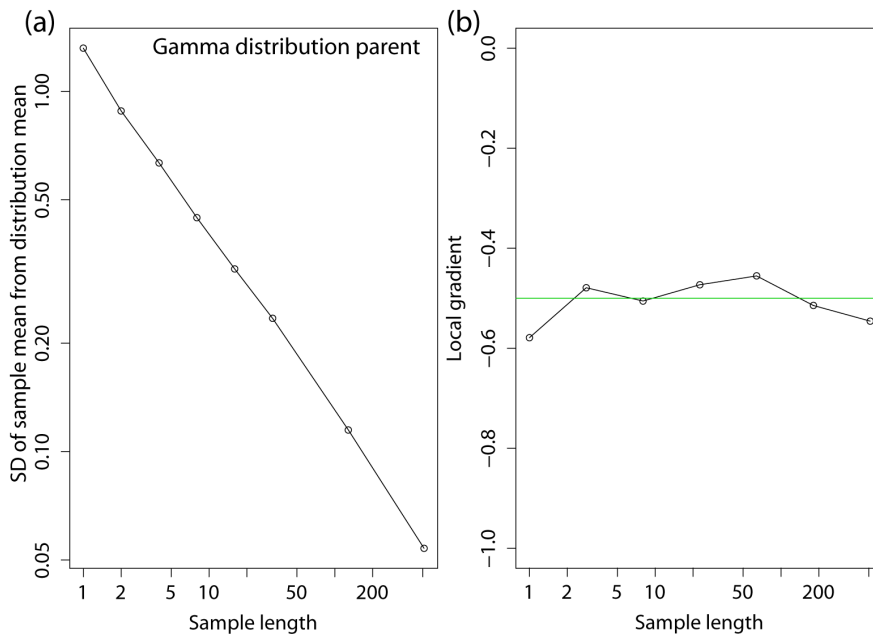 (a)
Gamma distribution parent
SD of sample mean from distribution mean
1.00
0.50
0.20
0.10
0.05
1 2 5 10 50 200
Sample length
(b)
Local gradient
0.0
−0.2
−0.4
−0.6
−0.8
−1.0
1 2 5 10 50 200
Sample length